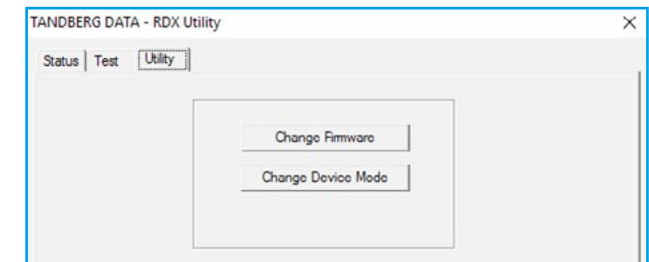 TANDBERG DATA - RDX Utility
Status Test Utility
Change Firmware
Change Device Mode